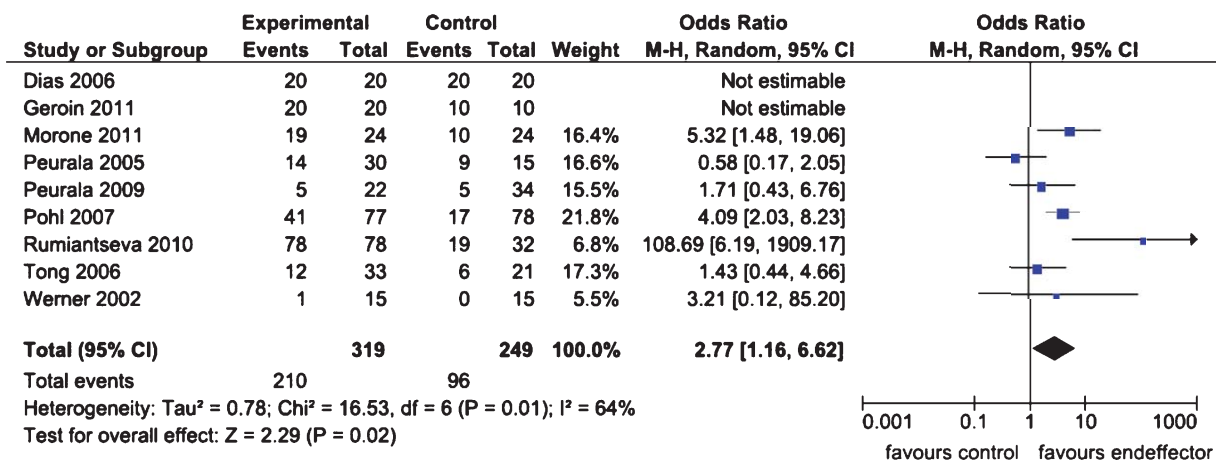 Experimental Control Odds Ratio Odds Ratio
Study or Subgroup Events Total Events Total Weight M-H, Random, 95% CI M-H, Random, 95% CI
Dias 2006 20 20 20 20 Not estimable
Geroin 2011 20 20 10 10 Not estimable
Morone 2011 19 24 10 24 16.4% 5.32 [1.48, 19.06]
Peurala 2005 14 30 9 15 16.6% 0.58 [0.17, 2.05]
Peurala 2009 5 22 5 34 15.5% 1.71 [0.43, 6.76]
Pohl 2007 41 77 17 78 21.8% 4.09 [2.03, 8.23]
Rumiantseva 2010 78 78 19 32 6.8% 108.69 [6.19, 1909.17]
Tong 2006 12 33 6 21 17.3% 1.43 [0.44, 4.66]
Werner 2002 1 15 0 15 5.5% 3.21 [0.12, 85.20]
Total (95% CI) 319 249 100.0% 2.77 [1.16, 6.62]
Total events 210 96
Heterogeneity: Tau² = 0.78; Chi² = 16.53, df = 6 (P = 0.01); I² = 64%
Test for overall effect: Z = 2.29 (P = 0.02)
0.001 0.1 1 10 1000
favours control favours endeffector